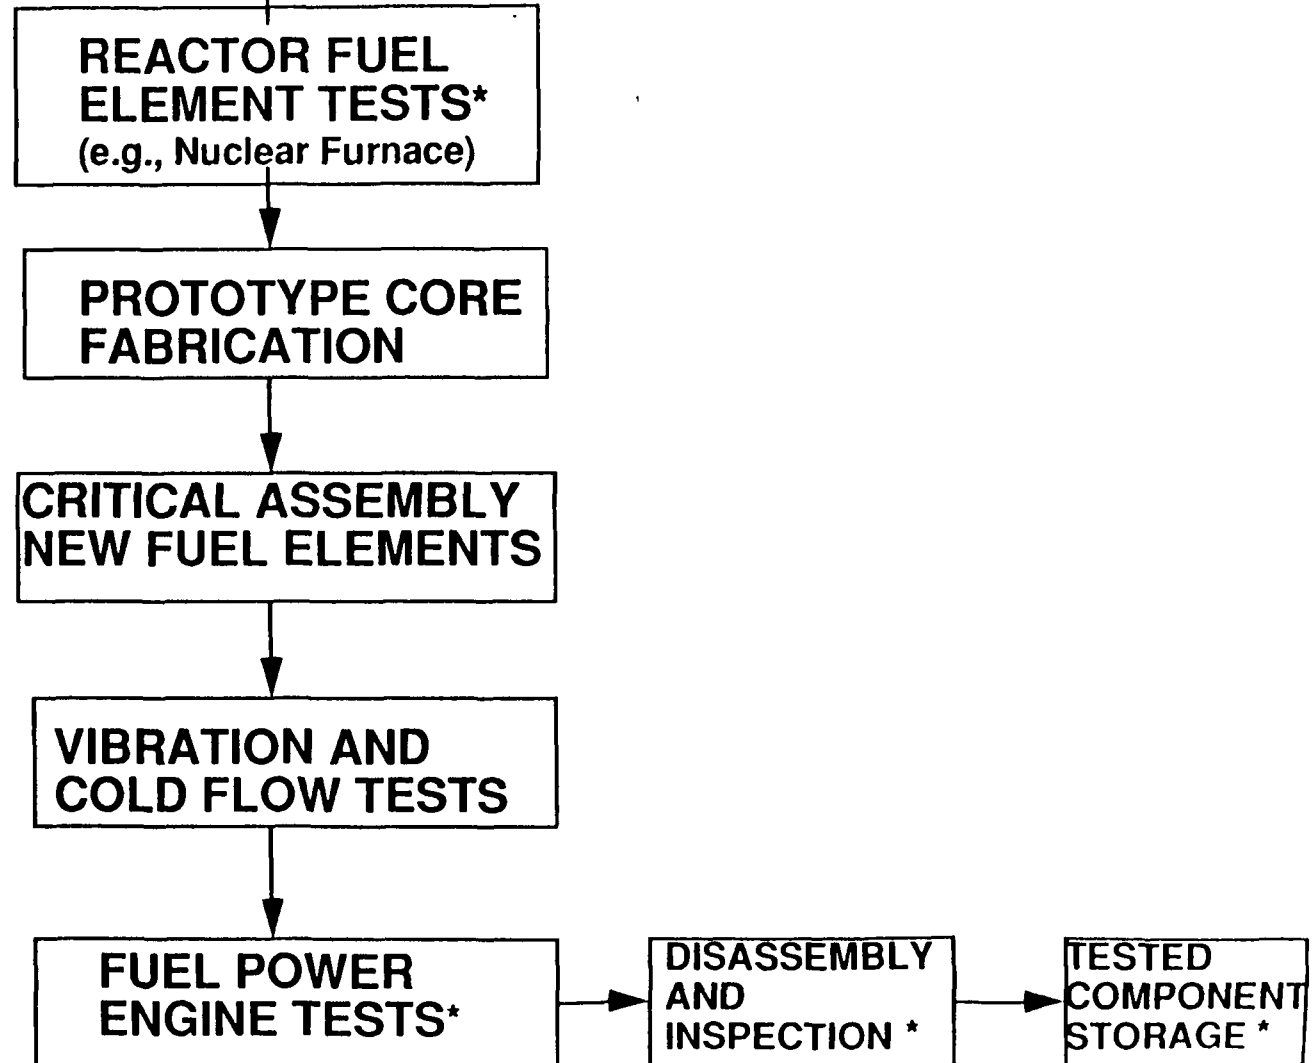 REACTOR FUEL
ELEMENT TESTS*
(e.g., Nuclear Furnace)
PROTOTYPE CORE
FABRICATION
CRITICAL ASSEMBLY
NEW FUEL ELEMENTS
VIBRATION AND
COLD FLOW TESTS
FUEL POWER
ENGINE TESTS*
DISASSEMBLY
AND
INSPECTION *
TESTED
COMPONENT
STORAGE *